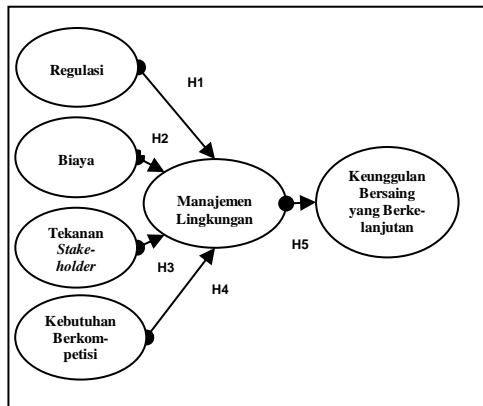 Regulasi
H1
Biaya
H2
Manajemen
Lingkungan
Keunggulan
Bersaing
yang Berke-
lanjutan
Tekanan
Stake-
holder
H3
H5
H4
Kebutuhan
Berkom-
petisi